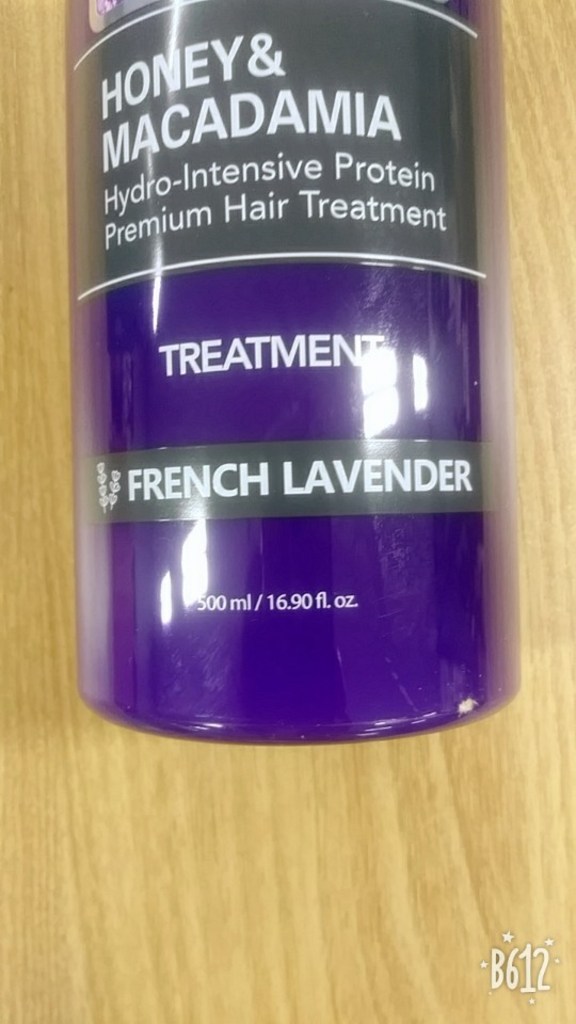 HONEY&
MACADAMIA
Hydro-Intensive Protein
Premium Hair Treatment
TREATMENT
FRENCH LAVENDER
500 ml / 16.90 fl. oz.
B612